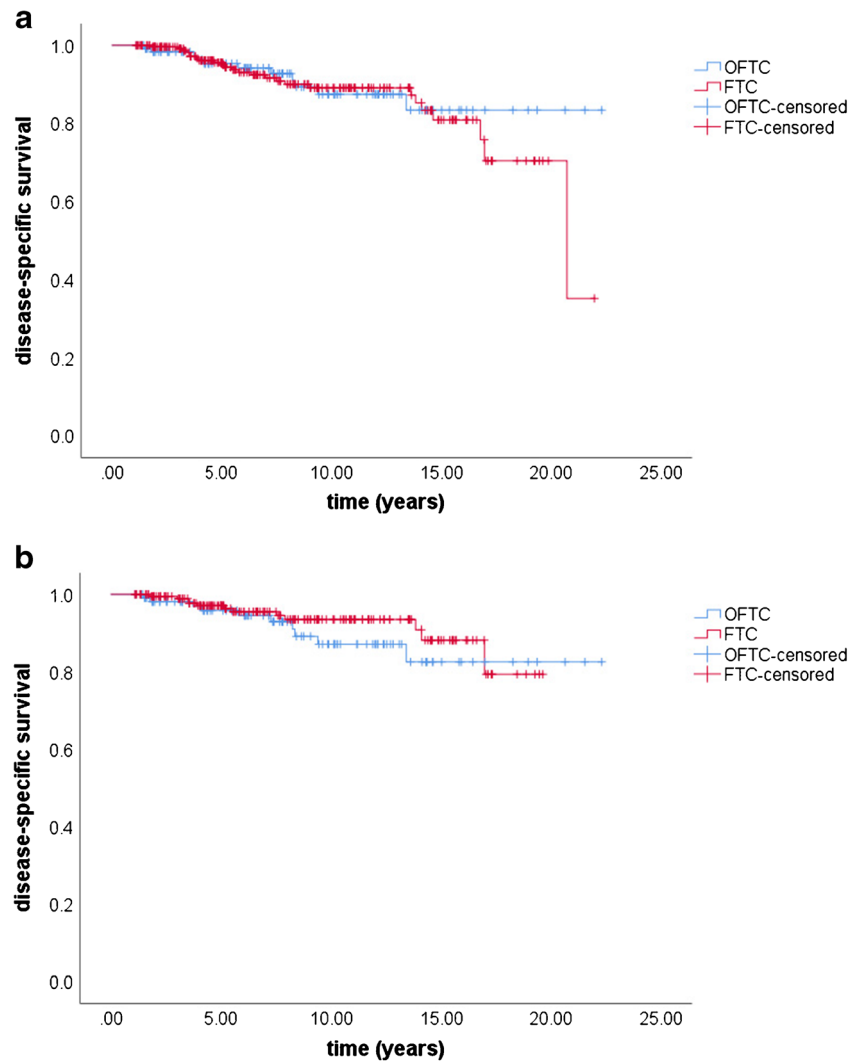 a
disease-specific survival
1.0
0.8
0.6
0.4
0.2
0.0
.00 5.00 10.00 15.00 20.00 25.00
time (years)
OFTC
FTC
OFTC-censored
FTC-censored
b
disease-specific survival
1.0
0.8
0.6
0.4
0.2
0.0
.00 5.00 10.00 15.00 20.00 25.00
time (years)
OFTC
FTC
OFTC-censored
FTC-censored